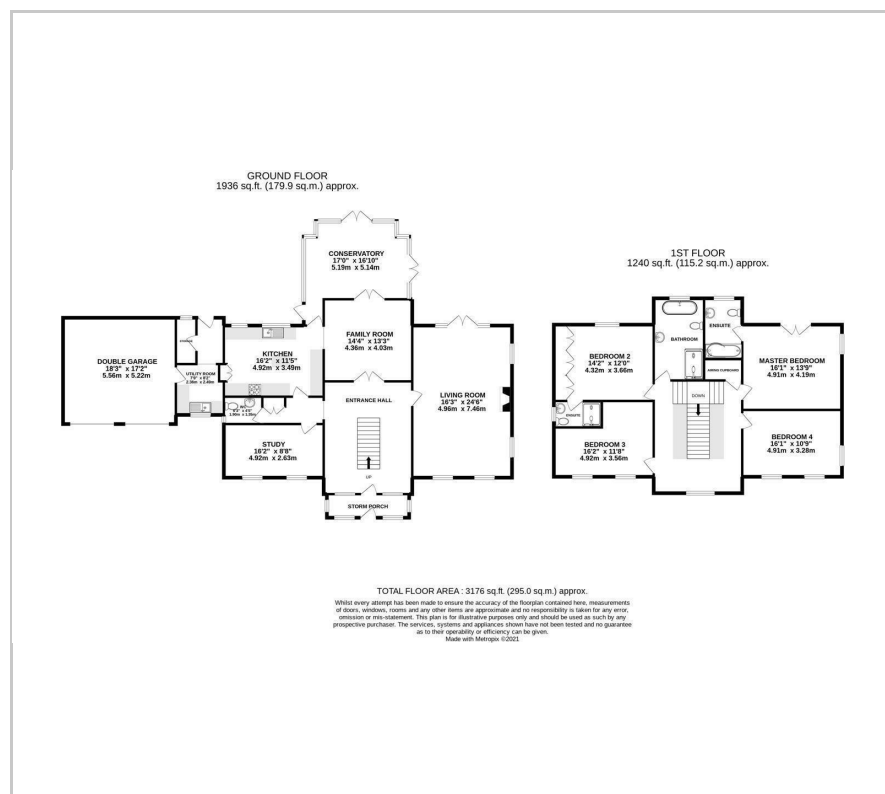 GROUND FLOOR
1936 sq.ft. (179.9 sq.m.) approx.
CONSERVATORY
17'0" x 16'10"
5.19m x 5.14m
FAMILY ROOM
14'4" x 13'3"
4.36m x 4.03m
KITCHEN
16'2" x 11'5"
4.92m x 3.49m
DOUBLE GARAGE
18'3" x 17'2"
5.56m x 5.22m
UTILITY ROOM
LIVING ROOM
16'3" x 24'6"
4.96m x 7.46m
ENTRANCE HALL
STUDY
16'2" x 8'8"
4.92m x 2.63m
UP
STORM PORCH
1ST FLOOR
1240 sq.ft. (115.2 sq.m.) approx.
BATHROOM
ENSUITE
BEDROOM 2
14'2" x 12'0"
4.32m x 3.66m
MASTER BEDROOM
16'1" x 13'9"
4.91m x 4.19m
AIRING CUPBOARD
DOWN
ENSUITE
BEDROOM 3
16'2" x 11'8"
4.92m x 3.56m
BEDROOM 4
16'1" x 10'9"
4.91m x 3.28m
TOTAL FLOOR AREA : 3176 sq.ft. (295.0 sq.m.) approx.
Whilst every attempt has been made to ensure the accuracy of the floorplan contained here, measurements
of doors, windows, rooms and any other items are approximate and no responsibility is taken for any error,
omission or mis-statement. This plan is for illustrative purposes only and should be used as such by any
prospective purchaser. The services, systems and appliances shown have not been tested and no guarantee
as to their operability or efficiency can be given.
Made with Metropix ©2021